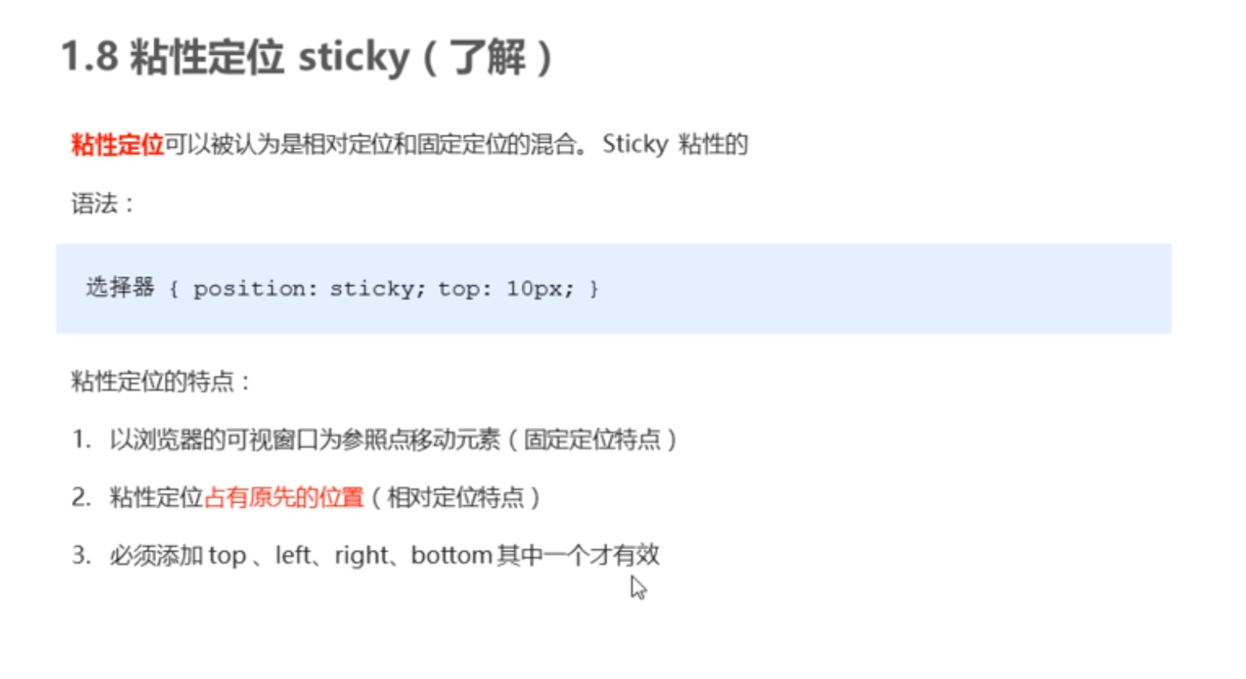 1.8 粘性定位 sticky（了解）
粘性定位可以被认为是相对定位和固定定位的混合。Sticky 粘性的
语法：
选择器 { position: sticky; top: 10px; }
粘性定位的特点：
1. 以浏览器的可视窗口为参照点移动元素（固定定位特点）
2. 粘性定位占有原先的位置（相对定位特点）
3. 必须添加 top 、left、right、bottom 其中一个才有效